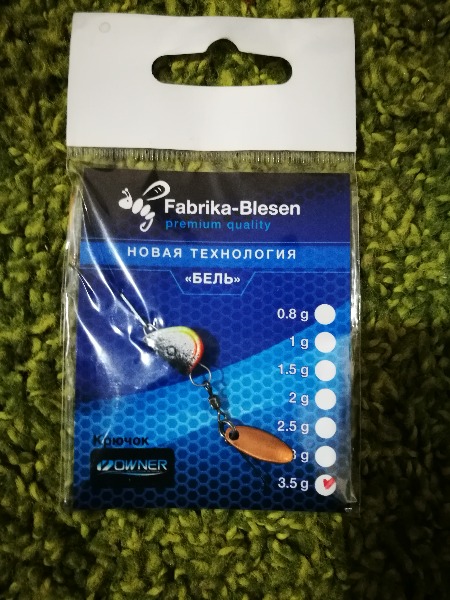 Fabrika-Blesen
premium quality
НОВАЯ ТЕХНОЛОГИЯ
«БЕЛЬ»
0.8 g
1 g
1.5 g
2 g
2.5 g
3 g
3.5 g
Крючок
OWNER